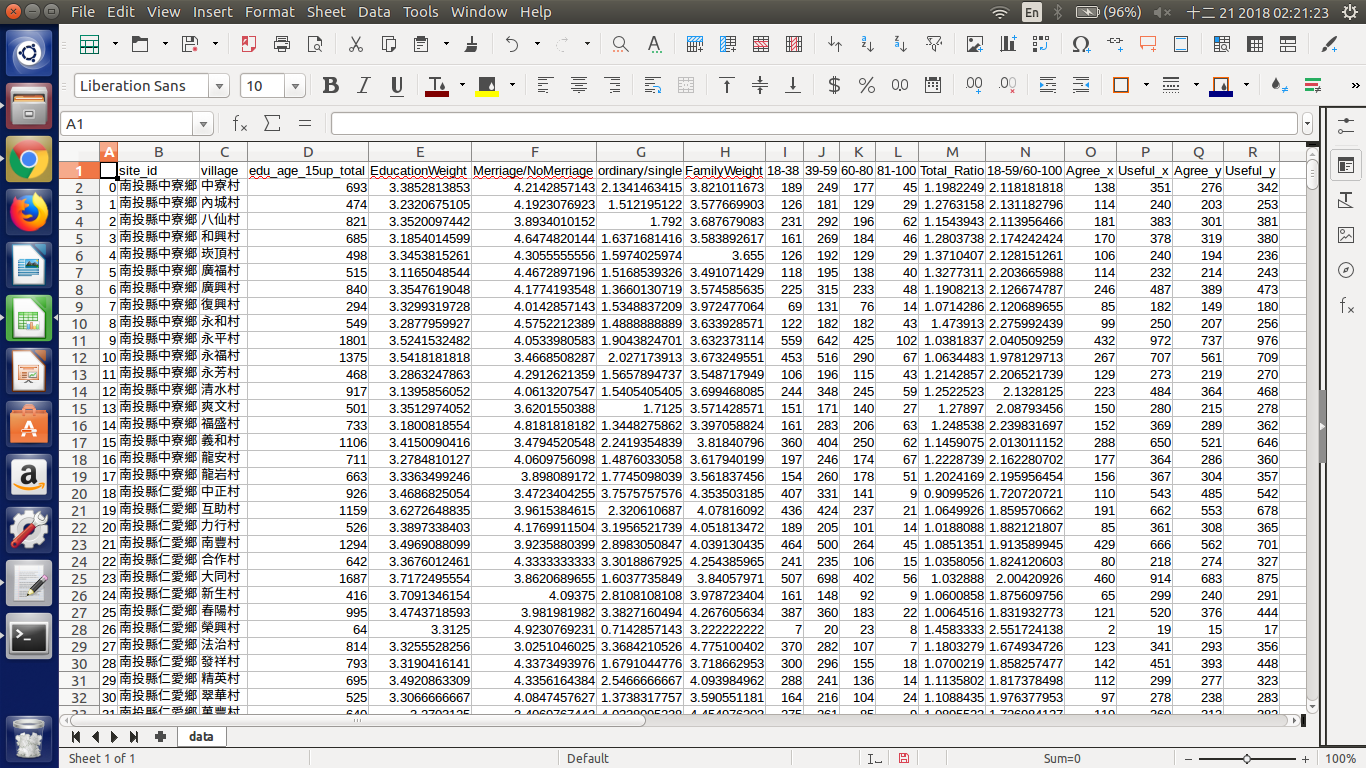 File Edit View Insert Format Sheet Data Tools Window Help En (96%) 十二 21 2018 02:21:23
Liberation Sans 10
A1
A B C D E F G H I J K L M N O P Q R
1 site_id village edu_age_15up_total EducationWeight Merriage/NoMerriage ordinary/single FamilyWeight 18-38 39-59 60-80 81-100 Total_Ratio 18-59/60-100 Agree_x Useful_x Agree_y Useful_y
2 0 南投縣中寮鄉 中寮村 693 3.3852813853 4.2142857143 2.1341463415 3.821011673 189 249 177 45 1.1982249 2.118181818 138 351 276 342
3 1 南投縣中寮鄉 內城村 474 3.2320675105 4.1923076923 1.512195122 3.577669903 126 181 129 29 1.2763158 2.131182796 114 240 203 253
4 2 南投縣中寮鄉 八仙村 821 3.3520097442 3.8934010152 1.792 3.687679083 231 292 196 62 1.1543943 2.113956466 181 383 301 381
5 3 南投縣中寮鄉 和興村 685 3.1854014599 4.6474820144 1.6371681416 3.583892617 161 269 184 46 1.2803738 2.174242424 170 378 319 380
6 4 南投縣中寮鄉 崁頂村 498 3.3453815261 4.3055555556 1.5974025974 3.655 126 192 129 29 1.3710407 2.128151261 106 240 194 236
7 5 南投縣中寮鄉 廣福村 515 3.1165048544 4.4672897196 1.5168539326 3.491071429 118 195 138 40 1.3277311 2.203665988 114 232 214 243
8 6 南投縣中寮鄉 廣興村 840 3.3547619048 4.1774193548 1.3660130719 3.574585635 225 315 233 48 1.1908213 2.126674787 246 487 389 473
9 7 南投縣中寮鄉 復興村 294 3.3299319728 4.0142857143 1.5348837209 3.972477064 69 131 76 14 1.0714286 2.120689655 85 182 149 180
10 8 南投縣中寮鄉 永和村 549 3.2877959927 4.5752212389 1.4888888889 3.633928571 122 182 182 43 1.473913 2.275992439 99 250 207 256
11 9 南投縣中寮鄉 永平村 1801 3.5241532482 4.0533980583 1.9043824701 3.632373114 559 642 425 102 1.0381837 2.040509259 432 972 737 976
12 10 南投縣中寮鄉 永福村 1375 3.5418181818 3.4668508287 2.027173913 3.673249551 453 516 290 67 1.0634483 1.978129713 267 707 561 709
13 11 南投縣中寮鄉 永芳村 468 3.2863247863 4.2912621359 1.5657894737 3.548717949 106 196 115 43 1.2142857 2.206521739 129 273 219 270
14 12 南投縣中寮鄉 清水村 917 3.1395856052 4.0613207547 1.5405405405 3.699468085 244 348 245 59 1.2522523 2.1328125 223 484 364 468
15 13 南投縣中寮鄉 爽文村 501 3.3512974052 3.6201550388 1.7125 3.571428571 151 171 140 27 1.27897 2.08793456 150 280 215 278
16 14 南投縣中寮鄉 福盛村 733 3.1800818554 4.8181818182 1.3448275862 3.397058824 161 283 206 63 1.248538 2.239831697 152 369 289 362
17 15 南投縣中寮鄉 義和村 1106 3.4150090416 3.4794520548 2.2419354839 3.81840796 360 404 250 62 1.1459075 2.013011152 288 650 521 646
18 16 南投縣中寮鄉 龍安村 711 3.2784810127 4.0609756098 1.4876033058 3.617940199 197 246 174 67 1.2228739 2.162280702 177 364 286 360
19 17 南投縣中寮鄉 龍岩村 663 3.3363499246 3.898089172 1.7745098039 3.561837456 154 260 178 51 1.2024169 2.195956454 156 367 304 357
20 18 南投縣仁愛鄉 中正村 926 3.4686825054 3.4723404255 3.7575757576 4.353503185 407 331 141 9 0.9099526 1.720720721 110 543 485 542
21 19 南投縣仁愛鄉 互助村 1159 3.6272648835 3.9615384615 2.320610687 4.07816092 436 424 237 21 1.0649926 1.859570662 191 662 553 678
22 20 南投縣仁愛鄉 力行村 526 3.3897338403 4.1769911504 3.1956521739 4.051813472 189 205 101 14 1.0188088 1.882121807 85 361 308 365
23 21 南投縣仁愛鄉 南豐村 1294 3.4969088099 3.9235880399 2.8983050847 4.039130435 464 500 264 45 1.0851351 1.913589945 429 666 562 701
24 22 南投縣仁愛鄉 合作村 642 3.3676012461 4.3333333333 3.3018867925 4.254385965 241 235 106 15 1.0358056 1.824120603 80 218 274 327
25 23 南投縣仁愛鄉 大同村 1687 3.7172495554 3.8620689655 1.6037735849 3.84057971 507 698 402 56 1.032888 2.00420926 460 914 683 875
26 24 南投縣仁愛鄉 新生村 416 3.7091346154 4.09375 2.8108108108 3.978723404 161 148 92 9 1.0600858 1.875609756 65 299 240 291
27 25 南投縣仁愛鄉 春陽村 995 3.4743718593 3.981981982 3.3827160494 4.267605634 387 360 183 22 1.0064516 1.831932773 121 520 376 444
28 26 南投縣仁愛鄉 榮興村 64 3.3125 4.9230769231 0.7142857143 3.222222222 7 20 23 8 1.4583333 2.551724138 2 19 15 17
29 27 南投縣仁愛鄉 法治村 814 3.3255528256 3.0251046025 3.3684210526 4.775100402 370 282 107 7 1.1803279 1.674934726 123 341 293 356
30 28 南投縣仁愛鄉 發祥村 793 3.3190416141 4.3373493976 1.6791044776 3.718662953 300 296 155 18 1.0700219 1.858257477 142 451 393 448
31 29 南投縣仁愛鄉 精英村 695 3.4920863309 4.3356164384 2.5466666667 4.093984962 288 241 136 14 1.1135802 1.817378498 112 299 277 323
32 30 南投縣仁愛鄉 翠華村 525 3.3066666667 4.0847457627 1.3738317757 3.590551181 164 216 104 24 1.1088435 1.976377953 97 278 238 283
data
Sheet 1 of 1 Default Sum=0 100%